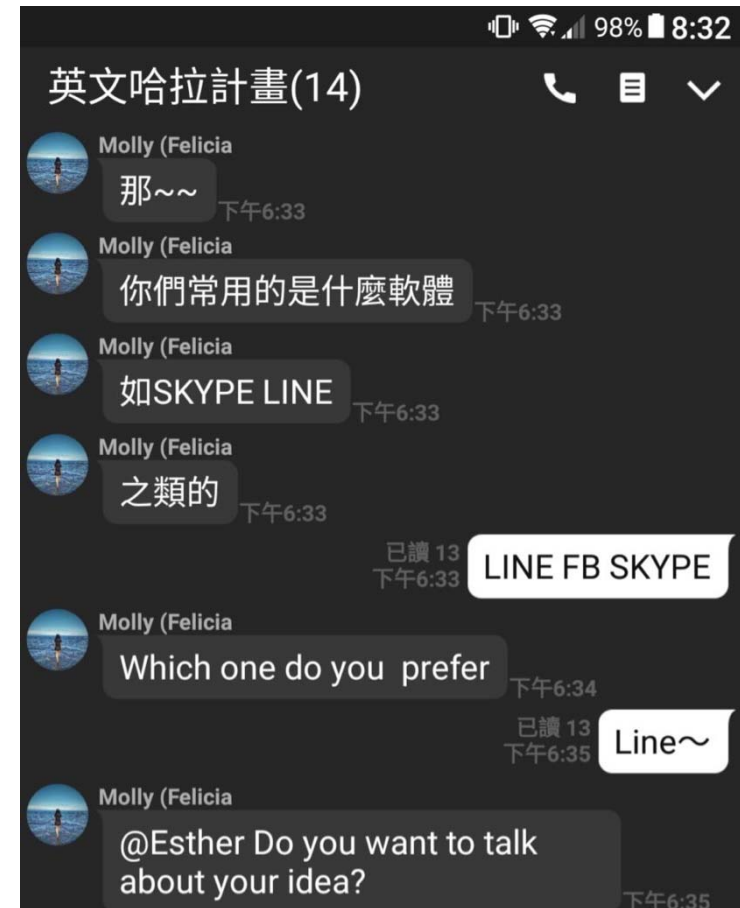 98% 8:32
英文哈拉計畫(14)
Molly (Felicia
那~~
下午6:33
Molly (Felicia
你們常用的是什麼軟體
下午6:33
Molly (Felicia
如SKYPE LINE
下午6:33
Molly (Felicia
之類的
下午6:33
已讀 13
下午6:33
LINE FB SKYPE
Molly (Felicia
Which one do you  prefer
下午6:34
已讀 13
下午6:35
Line～
Molly (Felicia
@Esther Do you want to talk
about your idea?
下午6:35